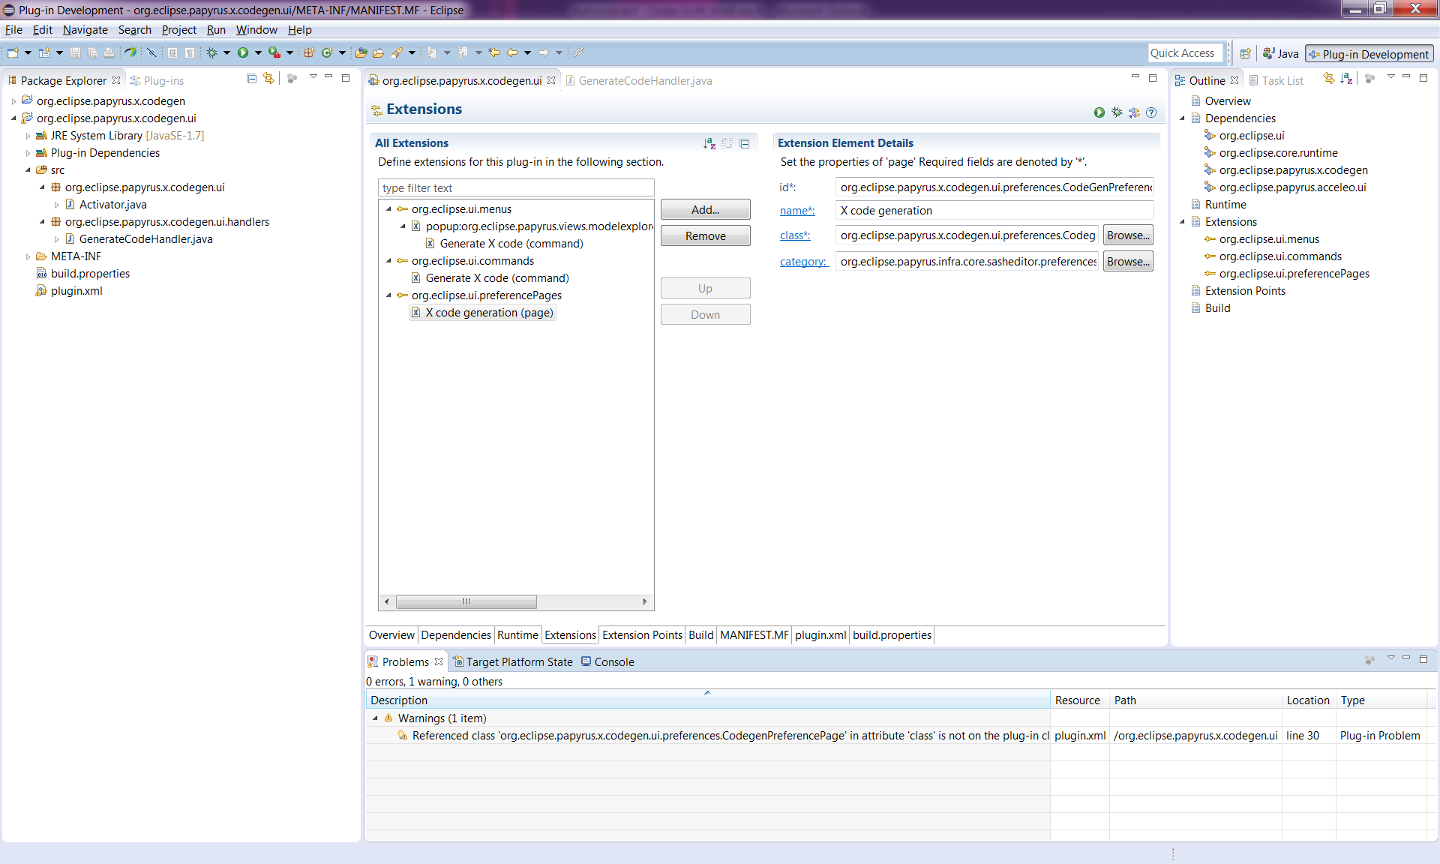 Plug-in Development - org.eclipse.papyrus.x.codegen.ui/META-INF/MANIFEST.MF - Eclipse
File Edit Navigate Search Project Run Window Help
Quick Access
Java
Plug-in Development
Package Explorer
Plug-ins
org.eclipse.papyrus.x.codegen
org.eclipse.papyrus.x.codegen.ui
JRE System Library [JavaSE-1.7]
Plug-in Dependencies
src
org.eclipse.papyrus.x.codegen.ui
Activator.java
org.eclipse.papyrus.x.codegen.ui.handlers
GenerateCodeHandler.java
META-INF
build.properties
plugin.xml
org.eclipse.papyrus.x.codegen.ui
GenerateCodeHandler.java
Extensions
All Extensions
Define extensions for this plug-in in the following section.
type filter text
org.eclipse.ui.menus
popup:org.eclipse.papyrus.views.modelexplore
Generate X code (command)
org.eclipse.ui.commands
Generate X code (command)
org.eclipse.ui.preferencePages
X code generation (page)
Add...
Remove
Up
Down
Extension Element Details
Set the properties of 'page' Required fields are denoted by '*'.
id*: org.eclipse.papyrus.x.codegen.ui.preferences.CodeGenPreferenc
name*: X code generation
class*: org.eclipse.papyrus.x.codegen.ui.preferences.Codeg Browse...
category: org.eclipse.papyrus.infra.core.sasheditor.preferences Browse...
Overview Dependencies Runtime Extensions Extension Points Build MANIFEST.MF plugin.xml build.properties
Outline
Task List
Overview
Dependencies
org.eclipse.ui
org.eclipse.core.runtime
org.eclipse.papyrus.x.codegen
org.eclipse.papyrus.acceleo.ui
Runtime
Extensions
org.eclipse.ui.menus
org.eclipse.ui.commands
org.eclipse.ui.preferencePages
Extension Points
Build
Problems
Target Platform State
Console
0 errors, 1 warning, 0 others
Description Resource Path Location Type
Warnings (1 item)
Referenced class 'org.eclipse.papyrus.x.codegen.ui.preferences.CodegenPreferencePage' in attribute 'class' is not on the plug-in cl plugin.xml /org.eclipse.papyrus.x.codegen.ui line 30 Plug-in Problem